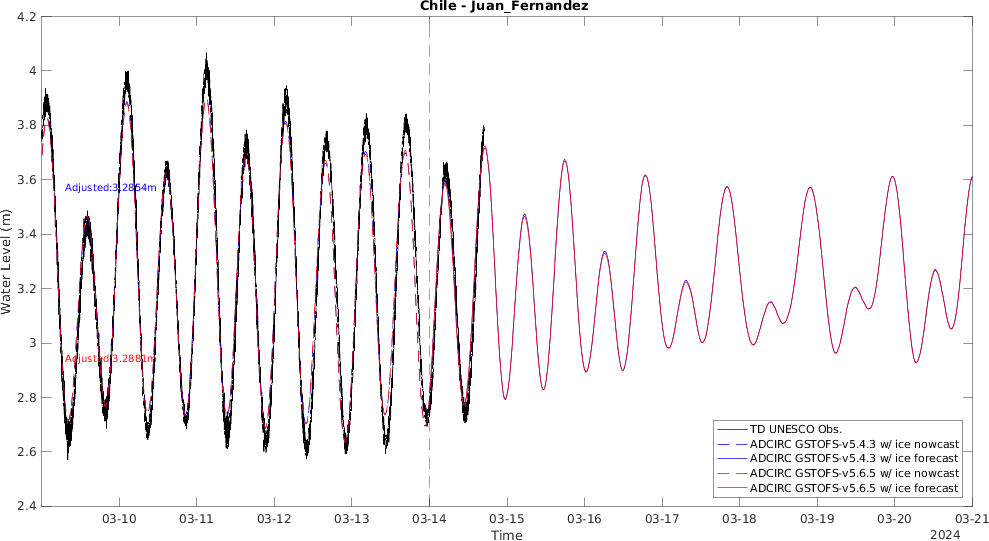 Chile - Juan_Fernandez
Water Level (m)
4.2
4
3.8
3.6
3.4
3.2
3
2.8
2.6
2.4
Adjusted:3.2854m
Adjusted:3.2881m
TD UNESCO Obs.
ADCIRC GSTOFS-v5.4.3 w/ ice nowcast
ADCIRC GSTOFS-v5.4.3 w/ ice forecast
ADCIRC GSTOFS-v5.6.5 w/ ice nowcast
ADCIRC GSTOFS-v5.6.5 w/ ice forecast
03-10 03-11 03-12 03-13 03-14 03-15 03-16 03-17 03-18 03-19 03-20 03-21
Time
2024